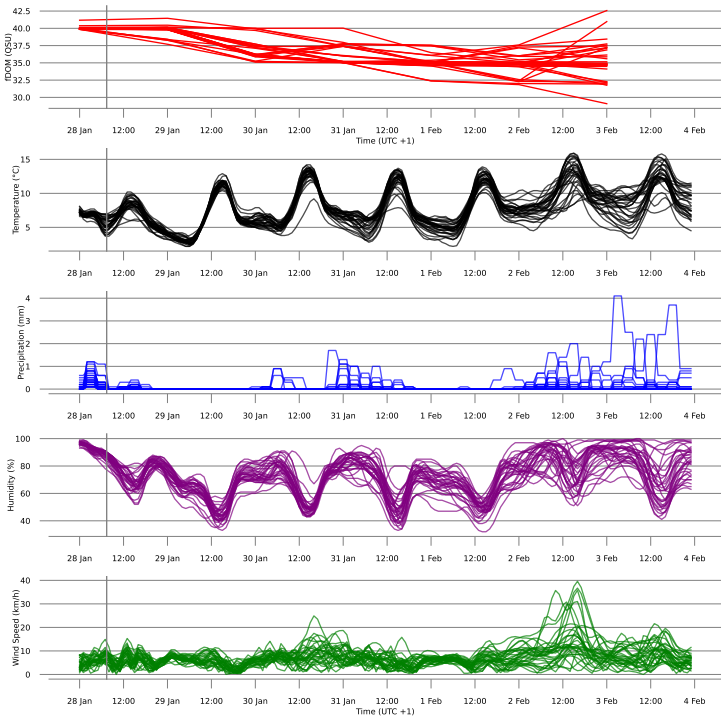 42.5
40.0
37.5
35.0
32.5
30.0
fDOM (QSU)
28 Jan 12:00 29 Jan 12:00 30 Jan 12:00 31 Jan 12:00 1 Feb 12:00 2 Feb 12:00 3 Feb 12:00 4 Feb
Time (UTC +1)
15
10
5
Temperature (°C)
28 Jan 12:00 29 Jan 12:00 30 Jan 12:00 31 Jan 12:00 1 Feb 12:00 2 Feb 12:00 3 Feb 12:00 4 Feb
4
3
2
1
0
Precipitation (mm)
28 Jan 12:00 29 Jan 12:00 30 Jan 12:00 31 Jan 12:00 1 Feb 12:00 2 Feb 12:00 3 Feb 12:00 4 Feb
100
80
60
40
Humidity (%)
28 Jan 12:00 29 Jan 12:00 30 Jan 12:00 31 Jan 12:00 1 Feb 12:00 2 Feb 12:00 3 Feb 12:00 4 Feb
40
30
20
10
0
Wind Speed (km/h)
28 Jan 12:00 29 Jan 12:00 30 Jan 12:00 31 Jan 12:00 1 Feb 12:00 2 Feb 12:00 3 Feb 12:00 4 Feb
Time (UTC +1)